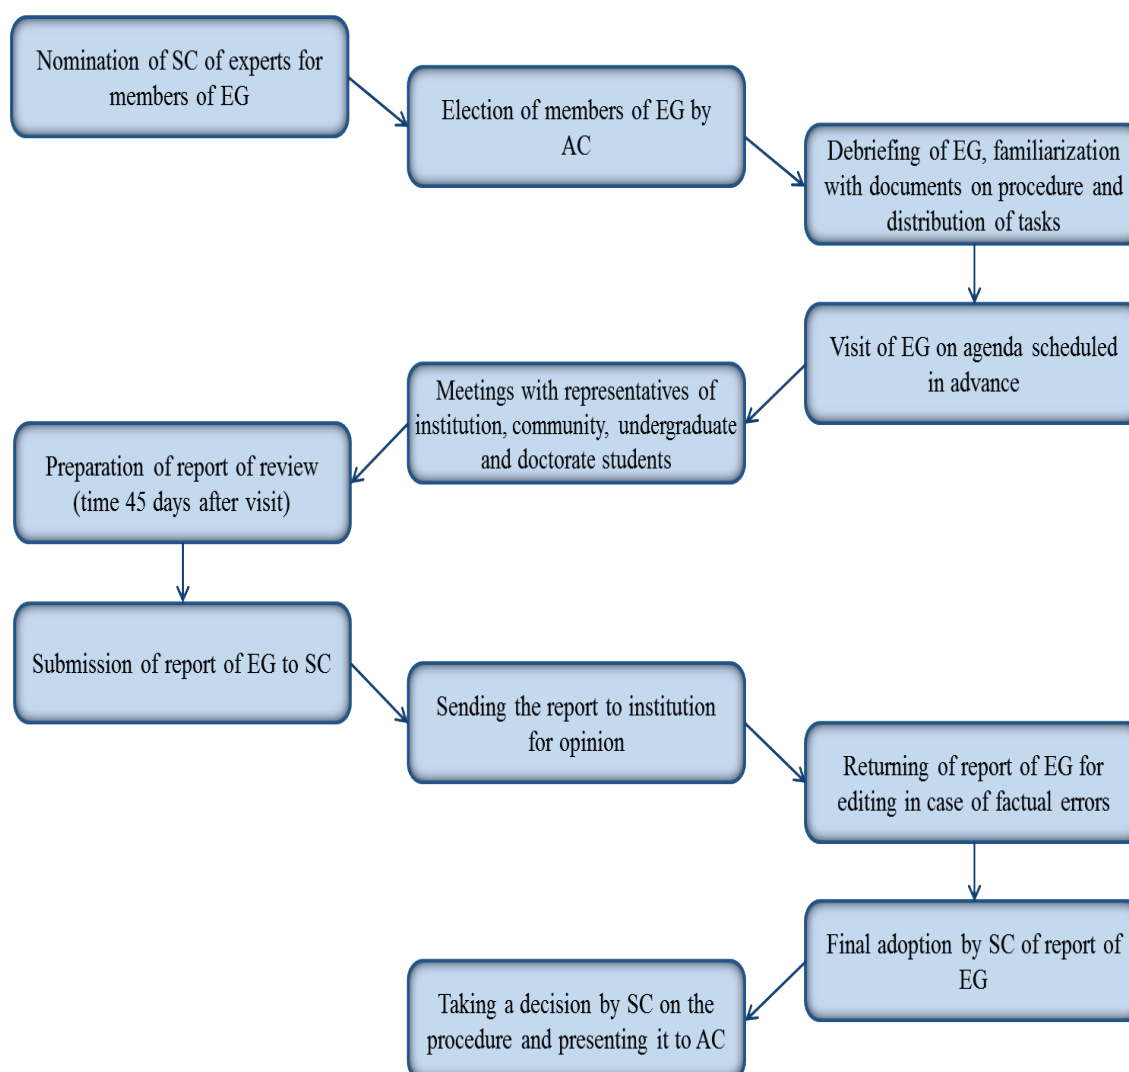 Nomination of SC of experts for
members of EG
Election of members of EG by
AC
Debriefing of EG, familiarization
with documents on procedure and
distribution of tasks
Visit of EG on agenda scheduled
in advance
Meetings with representatives of
institution, community, undergraduate
and doctorate students
Preparation of report of review
(time 45 days after visit)
Submission of report of EG to SC
Sending the report to institution
for opinion
Returning of report of EG for
editing in case of factual errors
Final adoption by SC of report of
EG
Taking a decision by SC on the
procedure and presenting it to AC